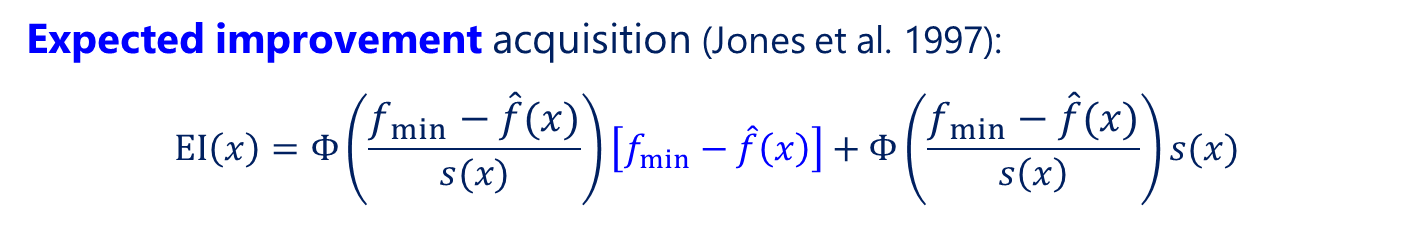 Expected improvement acquisition (Jones et al. 1997):
EI(x) = Φ((f_min − f̂(x))/s(x)) [f_min − f̂(x)] + Φ((f_min − f̂(x))/s(x)) s(x)